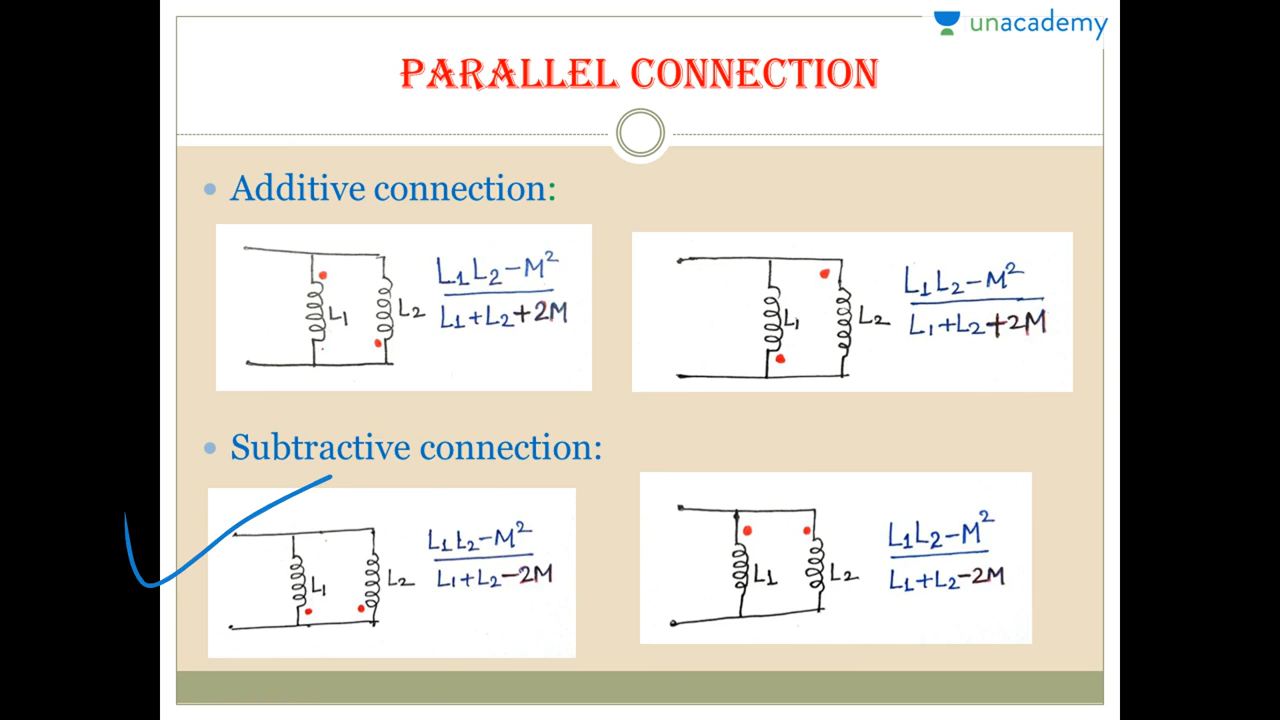 unacademy
PARALLEL CONNECTION
Additive connection:
L1 L2
L1L2-M²
L1+L2+2M
L1 L2
L1L2-M²
L1+L2+2M
Subtractive connection:
L1 L2
L1L2-M²
L1+L2-2M
L1 L2
L1L2-M²
L1+L2-2M